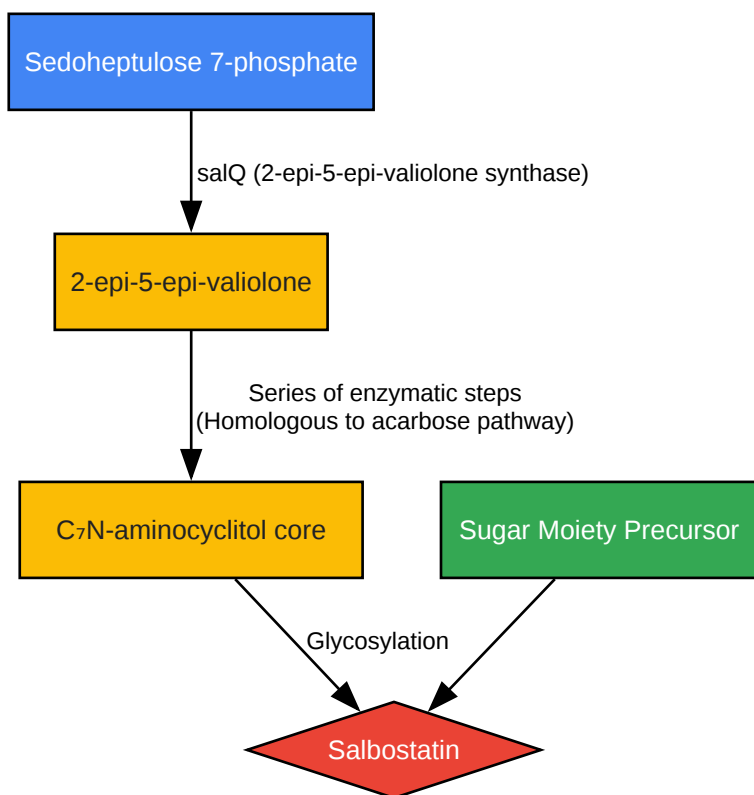 Sedoheptulose 7-phosphate
salQ (2-epi-5-epi-valiolone synthase)
2-epi-5-epi-valiolone
Series of enzymatic steps
(Homologous to acarbose pathway)
C₇N-aminocyclitol core
Sugar Moiety Precursor
Glycosylation
Salbostatin